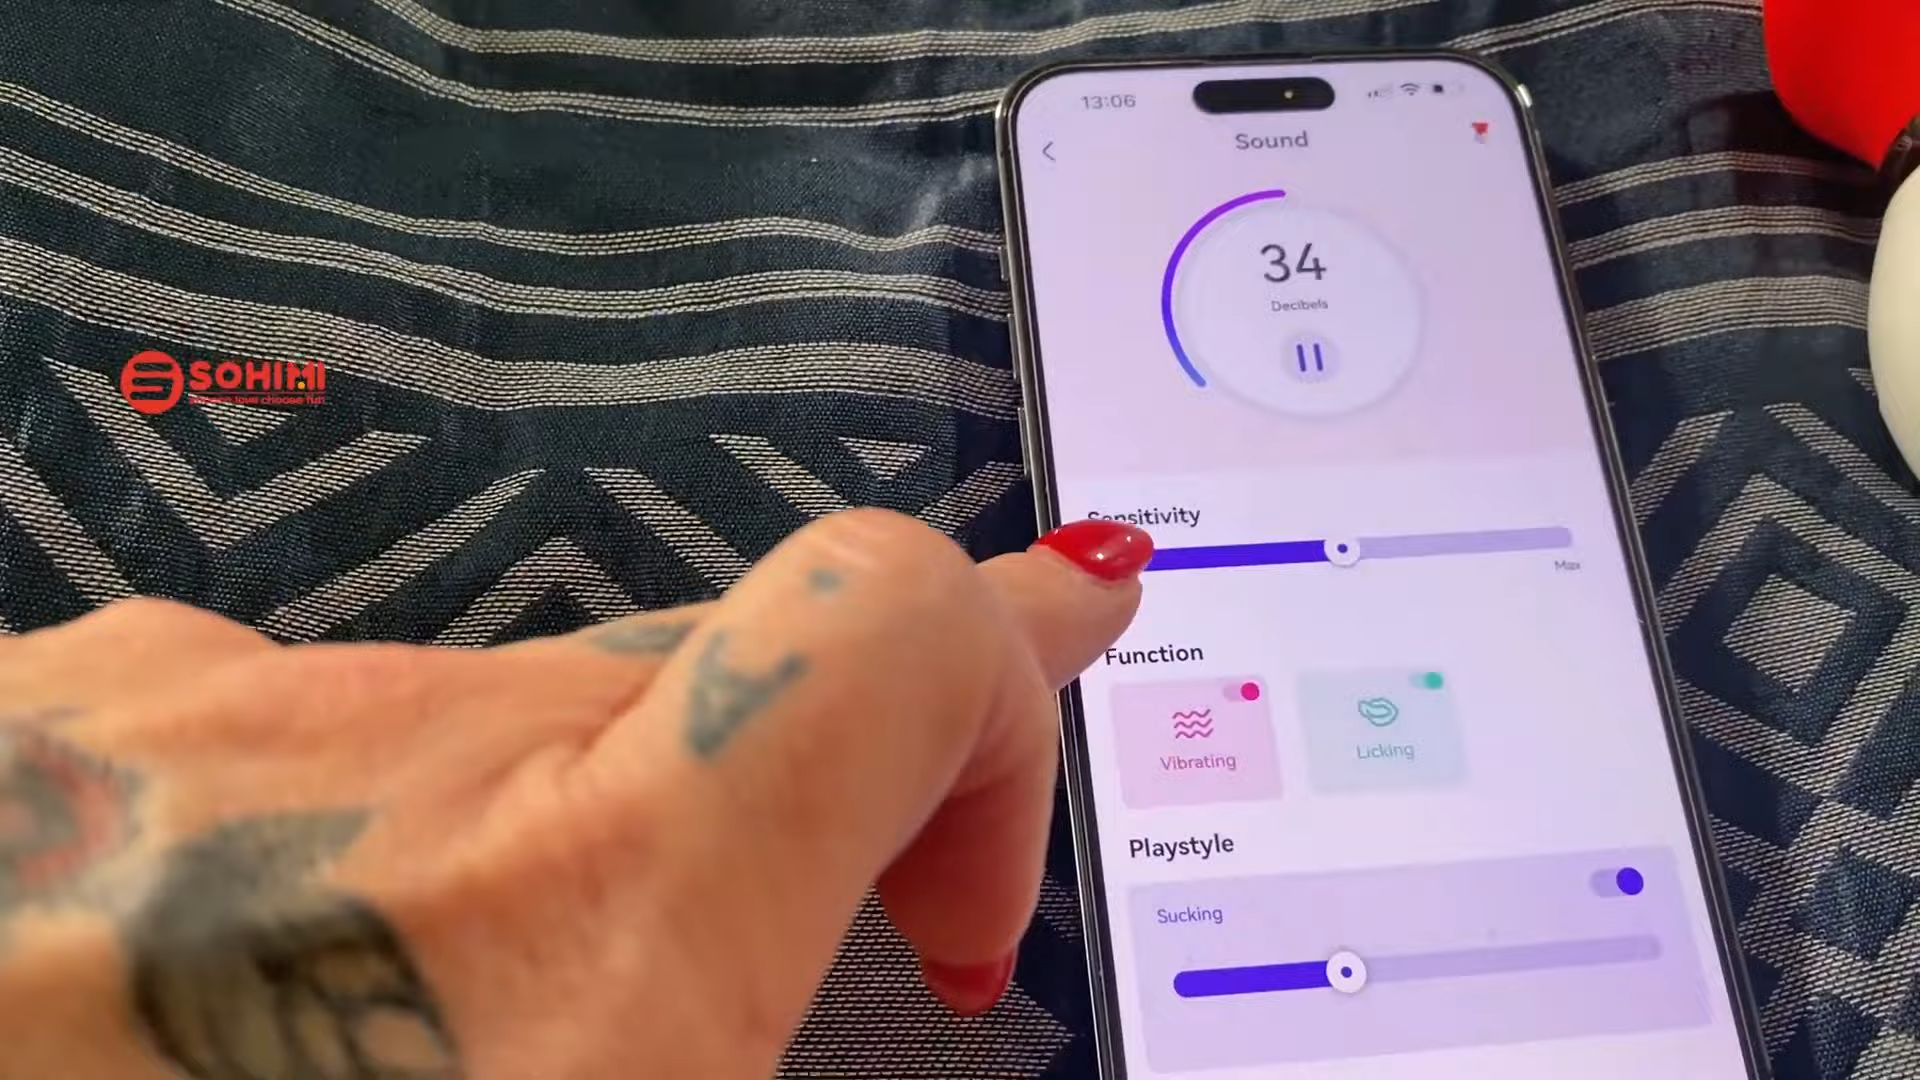 13:06
Sound
34
Decibels
SOHIMI
Sensitivity
Max
Function
Vibrating
Licking
Playstyle
Sucking